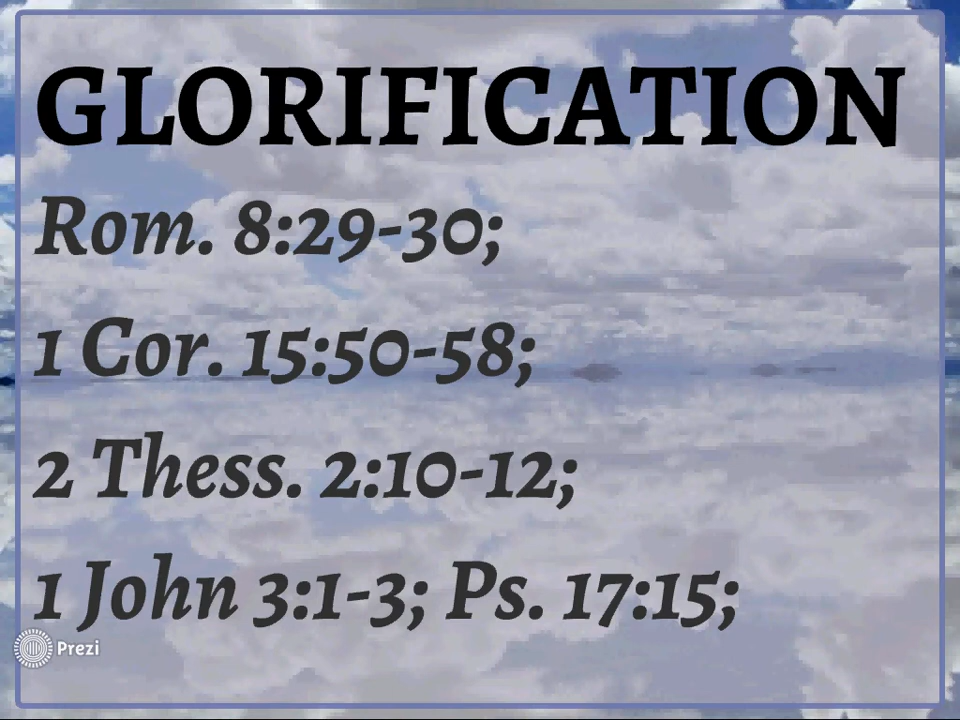 GLORIFICATION
Rom. 8:29-30;
1 Cor. 15:50-58;
2 Thess. 2:10-12;
1 John 3:1-3; Ps. 17:15;
Prezi